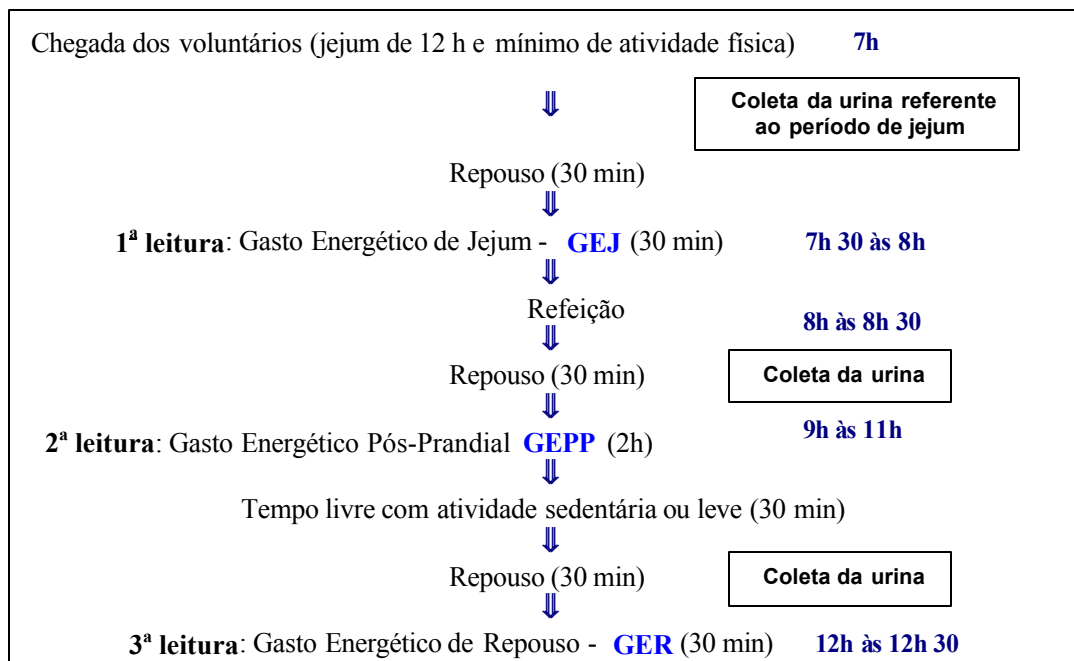 Chegada dos voluntários (jejum de 12 h e mínimo de atividade física) 7h
⇓
Coleta da urina referente
ao período de jejum
Repouso (30 min)
⇓
1ª leitura: Gasto Energético de Jejum - GEJ (30 min) 7h 30 às 8h
⇓
Refeição
8h às 8h 30
⇓
Repouso (30 min) Coleta da urina
⇓
9h às 11h
2ª leitura: Gasto Energético Pós-Prandial GEPP (2h)
⇓
Tempo livre com atividade sedentária ou leve (30 min)
⇓
Repouso (30 min) Coleta da urina
⇓
3ª leitura: Gasto Energético de Repouso - GER (30 min) 12h às 12h 30